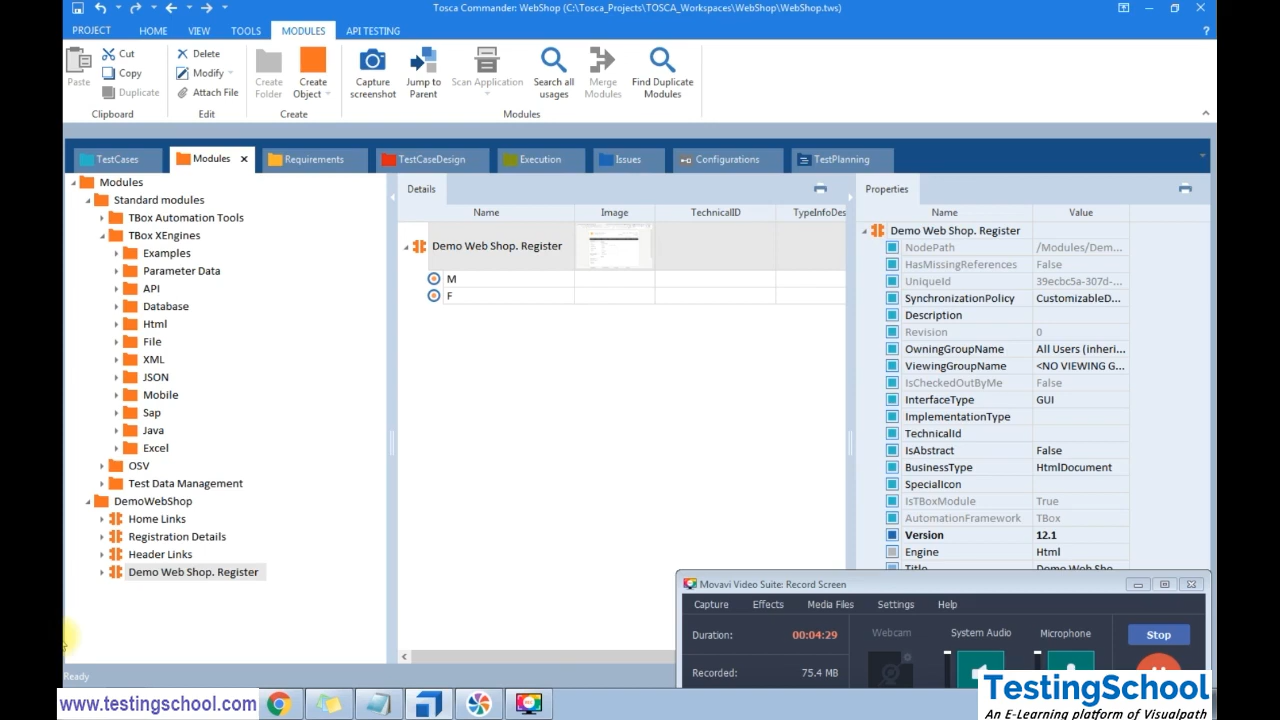 Tosca Commander: WebShop (C:\Tosca_Projects\TOSCA_Workspaces\WebShop\WebShop.tws)
PROJECT HOME VIEW TOOLS MODULES API TESTING
Paste Cut Copy Duplicate
Delete Modify Attach File
Create Folder Create Object
Capture screenshot Jump to Parent Scan Application Search all usages Merge Modules Find Duplicate Modules
Clipboard Edit Create Modules
TestCases Modules Requirements TestCaseDesign Execution Issues Configurations TestPlanning
Modules
Standard modules
TBox Automation Tools
TBox XEngines
Examples
Parameter Data
API
Database
Html
File
XML
JSON
Mobile
Sap
Java
Excel
OSV
Test Data Management
DemoWebShop
Home Links
Registration Details
Header Links
Demo Web Shop. Register
Details
Name Image TechnicalID TypeInfoDes
Demo Web Shop. Register
M
F
Properties
Name Value
Demo Web Shop. Register
NodePath /Modules/Dem...
HasMissingReferences False
UniqueId 39ecbc5a-307d-...
SynchronizationPolicy CustomizableD...
Description
Revision 0
OwningGroupName All Users (inheri...
ViewingGroupName <NO VIEWING G...
IsCheckedOutByMe False
InterfaceType GUI
ImplementationType
TechnicalId
IsAbstract False
BusinessType HtmlDocument
SpecialIcon
IsTBoxModule True
AutomationFramework TBox
Version 12.1
Engine Html
Title Demo Web Sho
Movavi Video Suite: Record Screen
Capture Effects Media Files Settings Help
Duration: 00:04:29 Webcam System Audio Microphone Stop
Recorded: 75.4 MB
Ready
www.testingschool.com
TestingSchool
An E-Learning platform of Visualpath